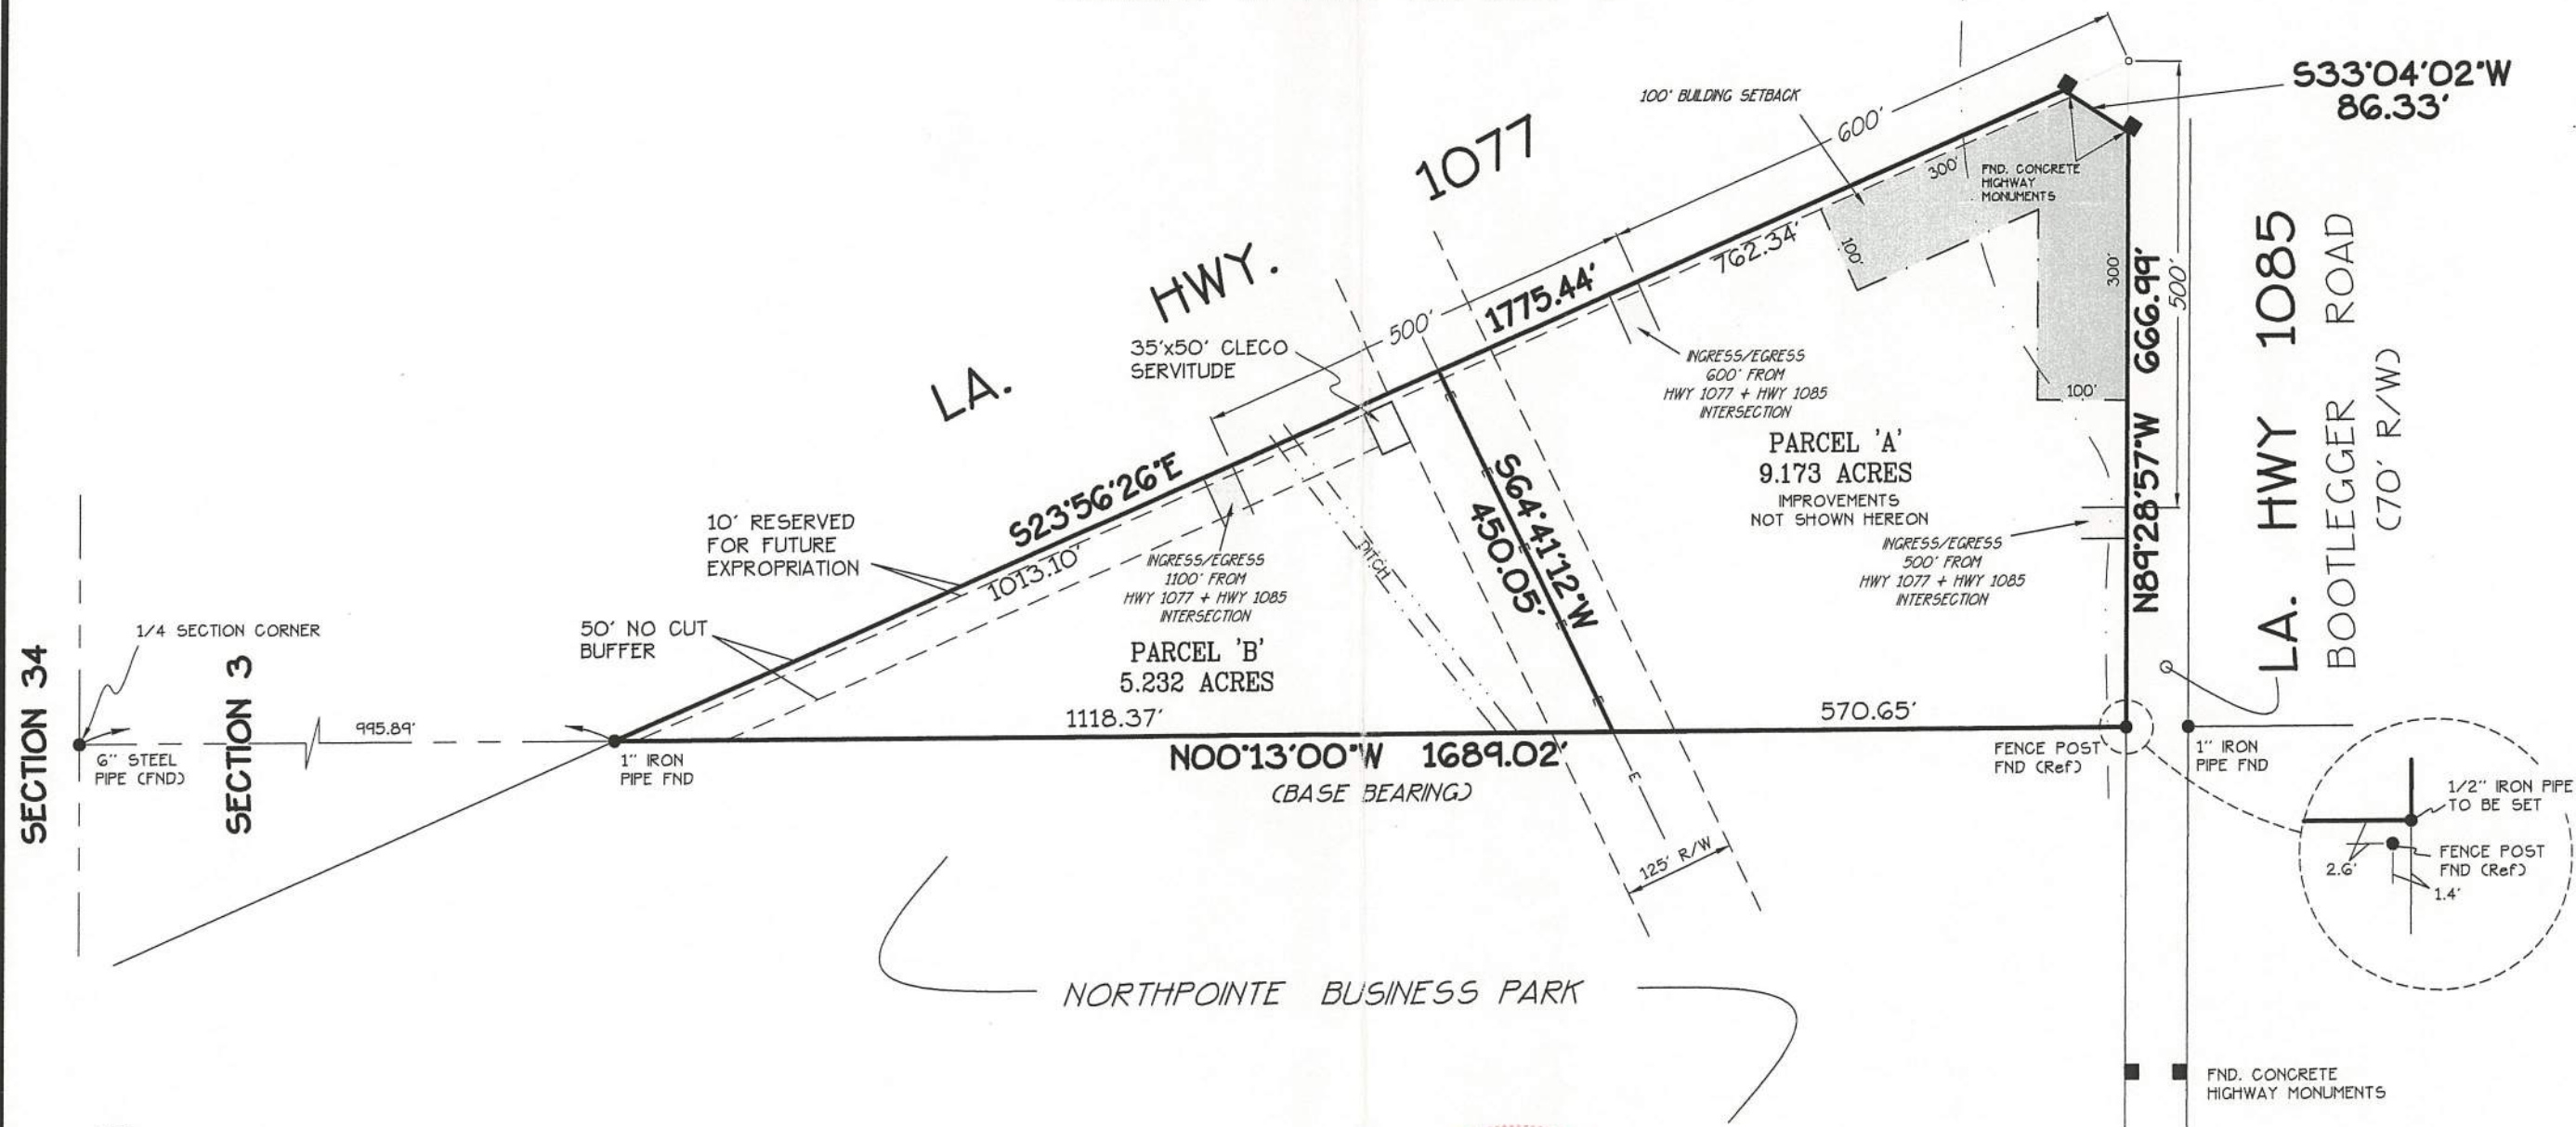 S33°04'02"W
86.33'
100' BUILDING SETBACK
600'
1077
300'
FND. CONCRETE
HIGHWAY
MONUMENTS
100'
762.34'
HWY.
LA.
500'
1775.44'
35'x50' CLECO
SERVITUDE
INGRESS/EGRESS
600' FROM
HWY 1077 + HWY 1085
INTERSECTION
300'
100'
N89°28'57"W 666.99'
500'
LA. HWY 1085
BOOTLEGGER ROAD
(70' R/W)
PARCEL 'A'
9.173 ACRES
IMPROVEMENTS
NOT SHOWN HEREON
INGRESS/EGRESS
500' FROM
HWY 1077 + HWY 1085
INTERSECTION
S23°56'26"E
1013.10'
S64°41'12"W
450.05'
10' RESERVED
FOR FUTURE
EXPROPRIATION
INGRESS/EGRESS
1100' FROM
HWY 1077 + HWY 1085
INTERSECTION
DITCH
50' NO CUT
BUFFER
PARCEL 'B'
5.232 ACRES
1/4 SECTION CORNER
SECTION 34
SECTION 3
995.89'
6" STEEL
PIPE (FND)
1" IRON
PIPE FND
1118.37'
570.65'
N00°13'00"W 1689.02'
(BASE BEARING)
E
FENCE POST
FND (Ref)
1" IRON
PIPE FND
1/2" IRON PIPE
TO BE SET
FENCE POST
FND (Ref)
2.6'
1.4'
125' R/W
NORTHPOINTE BUSINESS PARK
FND. CONCRETE
HIGHWAY MONUMENTS